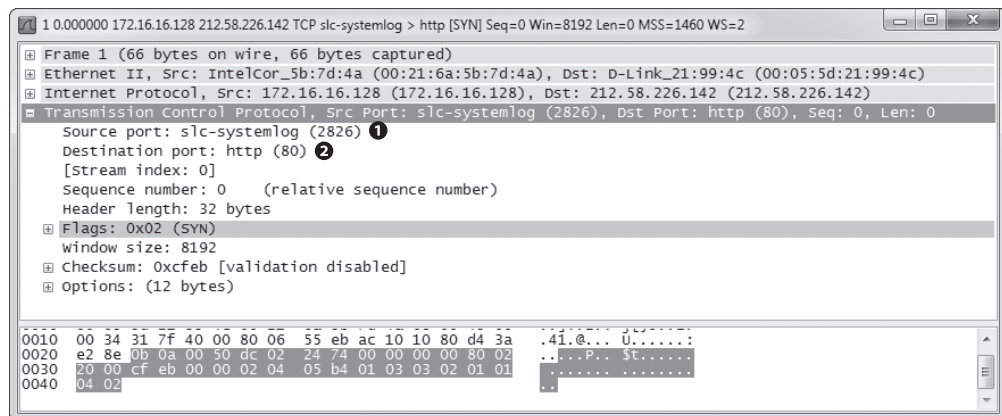 1 0.000000 172.16.16.128 212.58.226.142 TCP slc-systemlog > http [SYN] Seq=0 Win=8192 Len=0 MSS=1460 WS=2
Frame 1 (66 bytes on wire, 66 bytes captured)
Ethernet II, Src: IntelCor_5b:7d:4a (00:21:6a:5b:7d:4a), Dst: D-Link_21:99:4c (00:05:5d:21:99:4c)
Internet Protocol, Src: 172.16.16.128 (172.16.16.128), Dst: 212.58.226.142 (212.58.226.142)
Transmission Control Protocol, Src Port: slc-systemlog (2826), Dst Port: http (80), Seq: 0, Len: 0
Source port: slc-systemlog (2826) ❶
Destination port: http (80) ❷
[Stream index: 0]
Sequence number: 0 (relative sequence number)
Header length: 32 bytes
Flags: 0x02 (SYN)
Window size: 8192
Checksum: 0xcfeb [validation disabled]
Options: (12 bytes)
0010 00 34 31 7f 40 00 80 06 55 eb ac 10 10 80 d4 3a .41.@... U......:
0020 e2 8e 0b 0a 00 50 dc 02 24 74 00 00 00 00 80 02 .....P.. $t......
0030 20 00 cf eb 00 00 02 04 05 b4 01 03 03 02 01 01 ....... ........
0040 04 02 ..